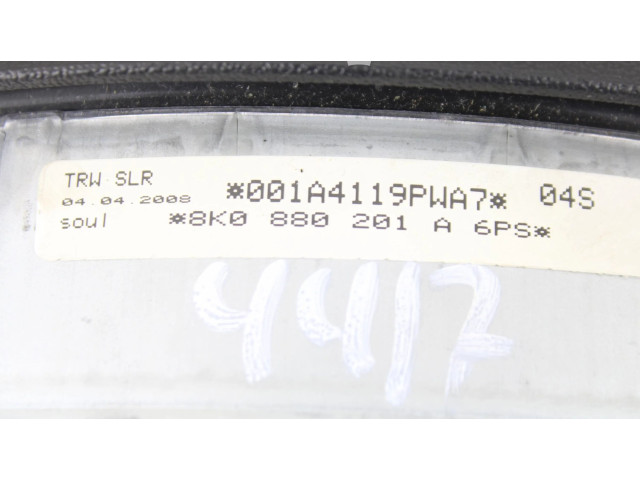 TRW-SLR *001A4119PWA7* 04S
04.04.2008
soul *8K0 880 201 A 6PS*
4417